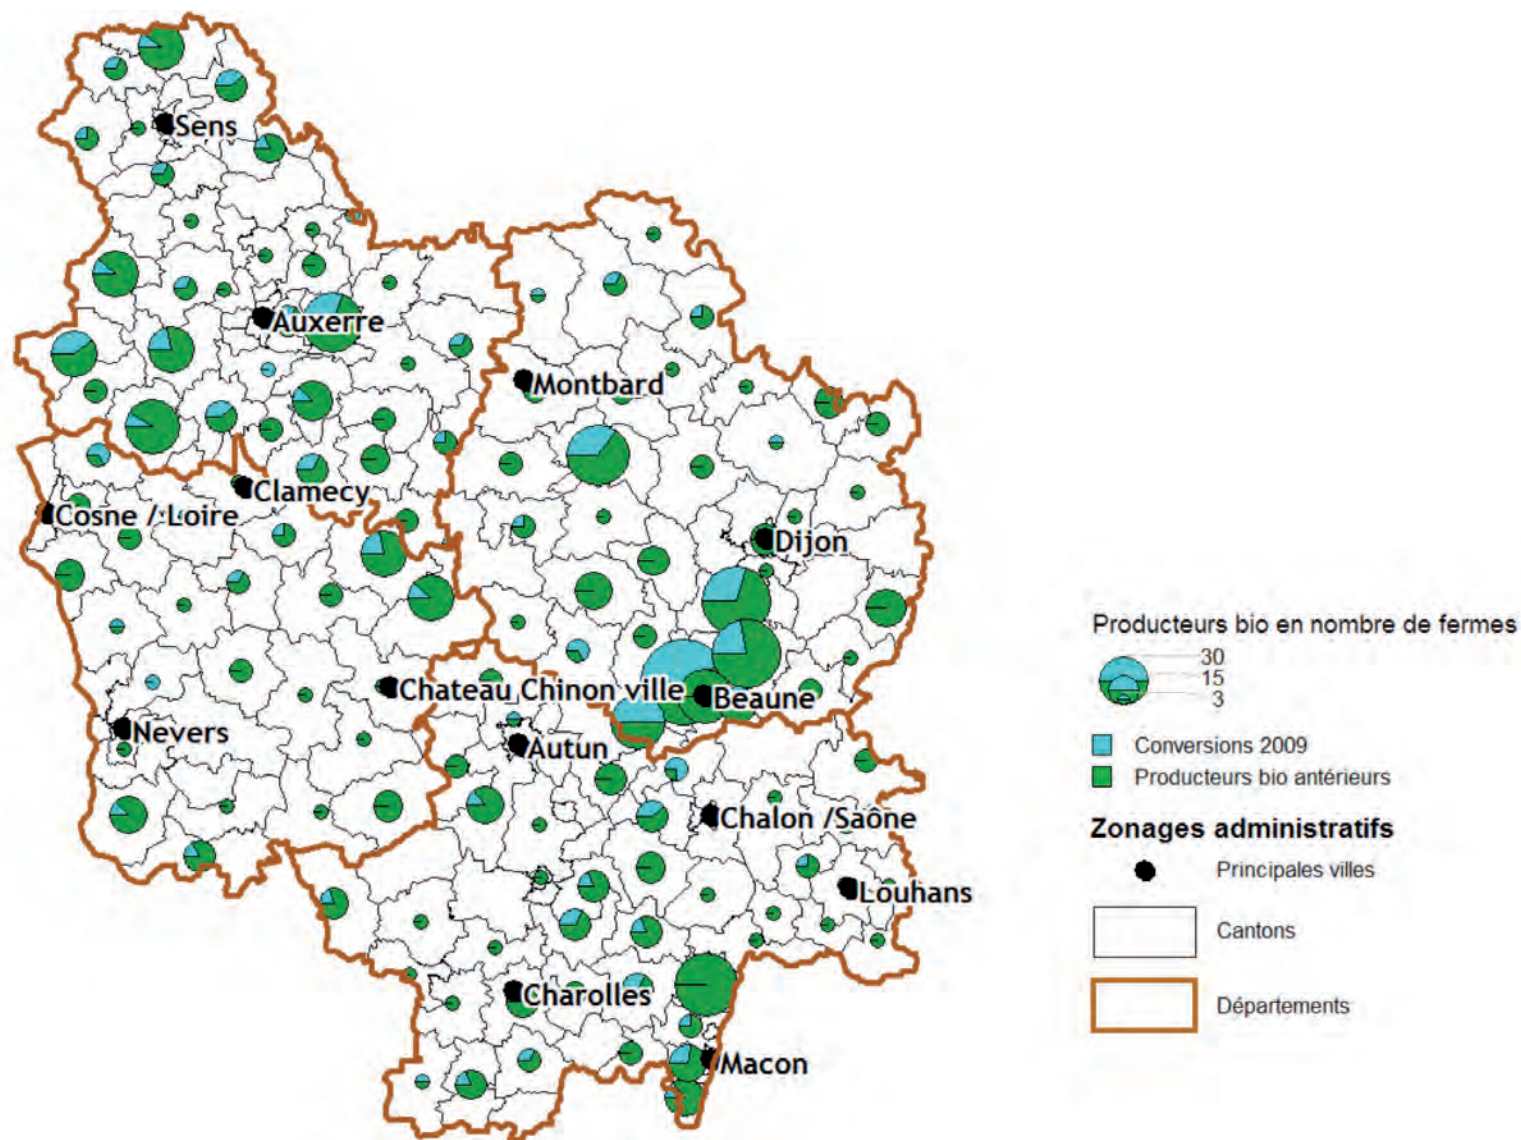 Sens
Auxerre
Montbard
Clamecy
Cosne / Loire
Dijon
Chateau Chinon ville
Beaune
Nevers
Autun
Chalon /Saône
Louhans
Charolles
Macon
Producteurs bio en nombre de fermes
30
15
3
Conversions 2009
Producteurs bio antérieurs
Zonages administratifs
Principales villes
Cantons
Départements